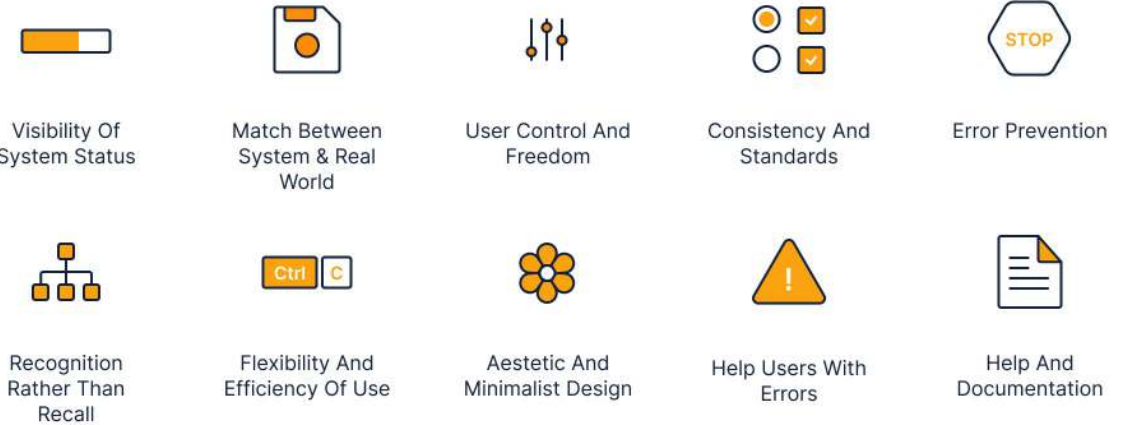 STOP
Visibility Of
System Status
Match Between
System & Real
World
User Control And
Freedom
Consistency And
Standards
Error Prevention
Ctrl C
!
Recognition
Rather Than
Recall
Flexibility And
Efficiency Of Use
Aestetic And
Minimalist Design
Help Users With
Errors
Help And
Documentation